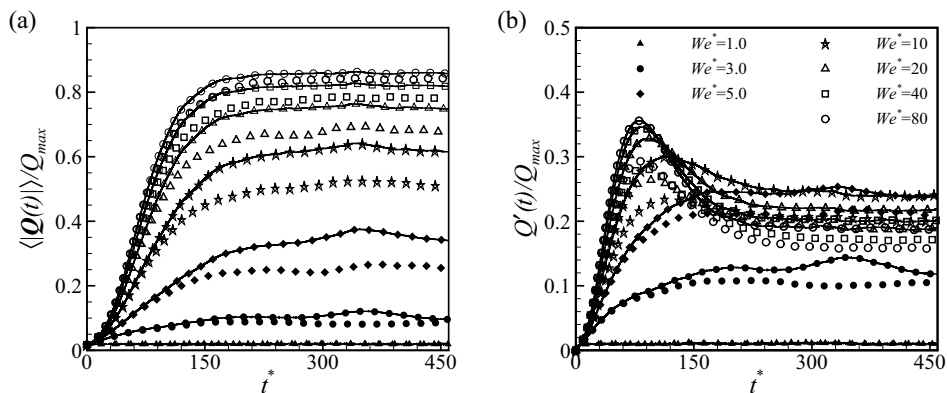 (a)
1
0.8
0.6
0.4
0.2
0
0 150 300 450
t*
⟨|Q(t)|⟩/Q_max
(b)
0.5
0.4
0.3
0.2
0.1
0
0 150 300 450
t*
Q′(t)/Q_max
We*=1.0
We*=3.0
We*=5.0
We*=10
We*=20
We*=40
We*=80